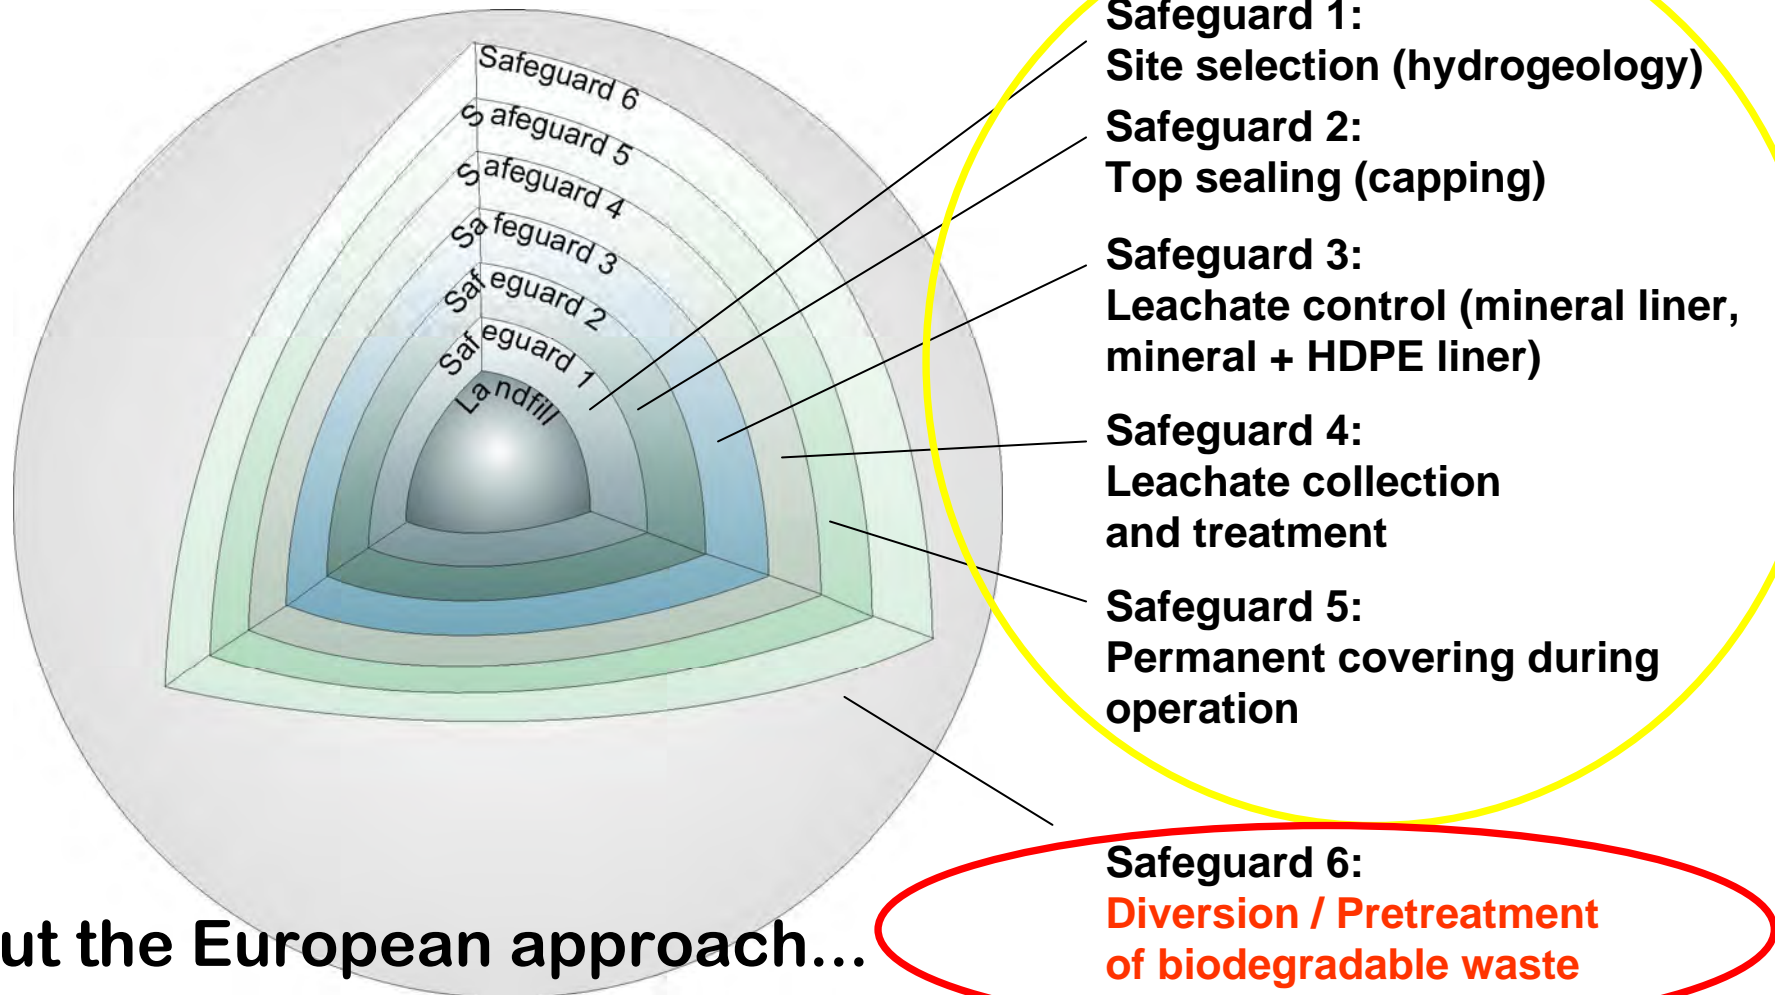 Safeguard 6
Safeguard 5
Safeguard 4
Safeguard 3
Safeguard 2
Safeguard 1
Landfill
Safeguard 1:
Site selection (hydrogeology)
Safeguard 2:
Top sealing (capping)
Safeguard 3:
Leachate control (mineral liner,
mineral + HDPE liner)
Safeguard 4:
Leachate collection
and treatment
Safeguard 5:
Permanent covering during
operation
Safeguard 6:
Diversion / Pretreatment
of biodegradable waste
ut the European approach...